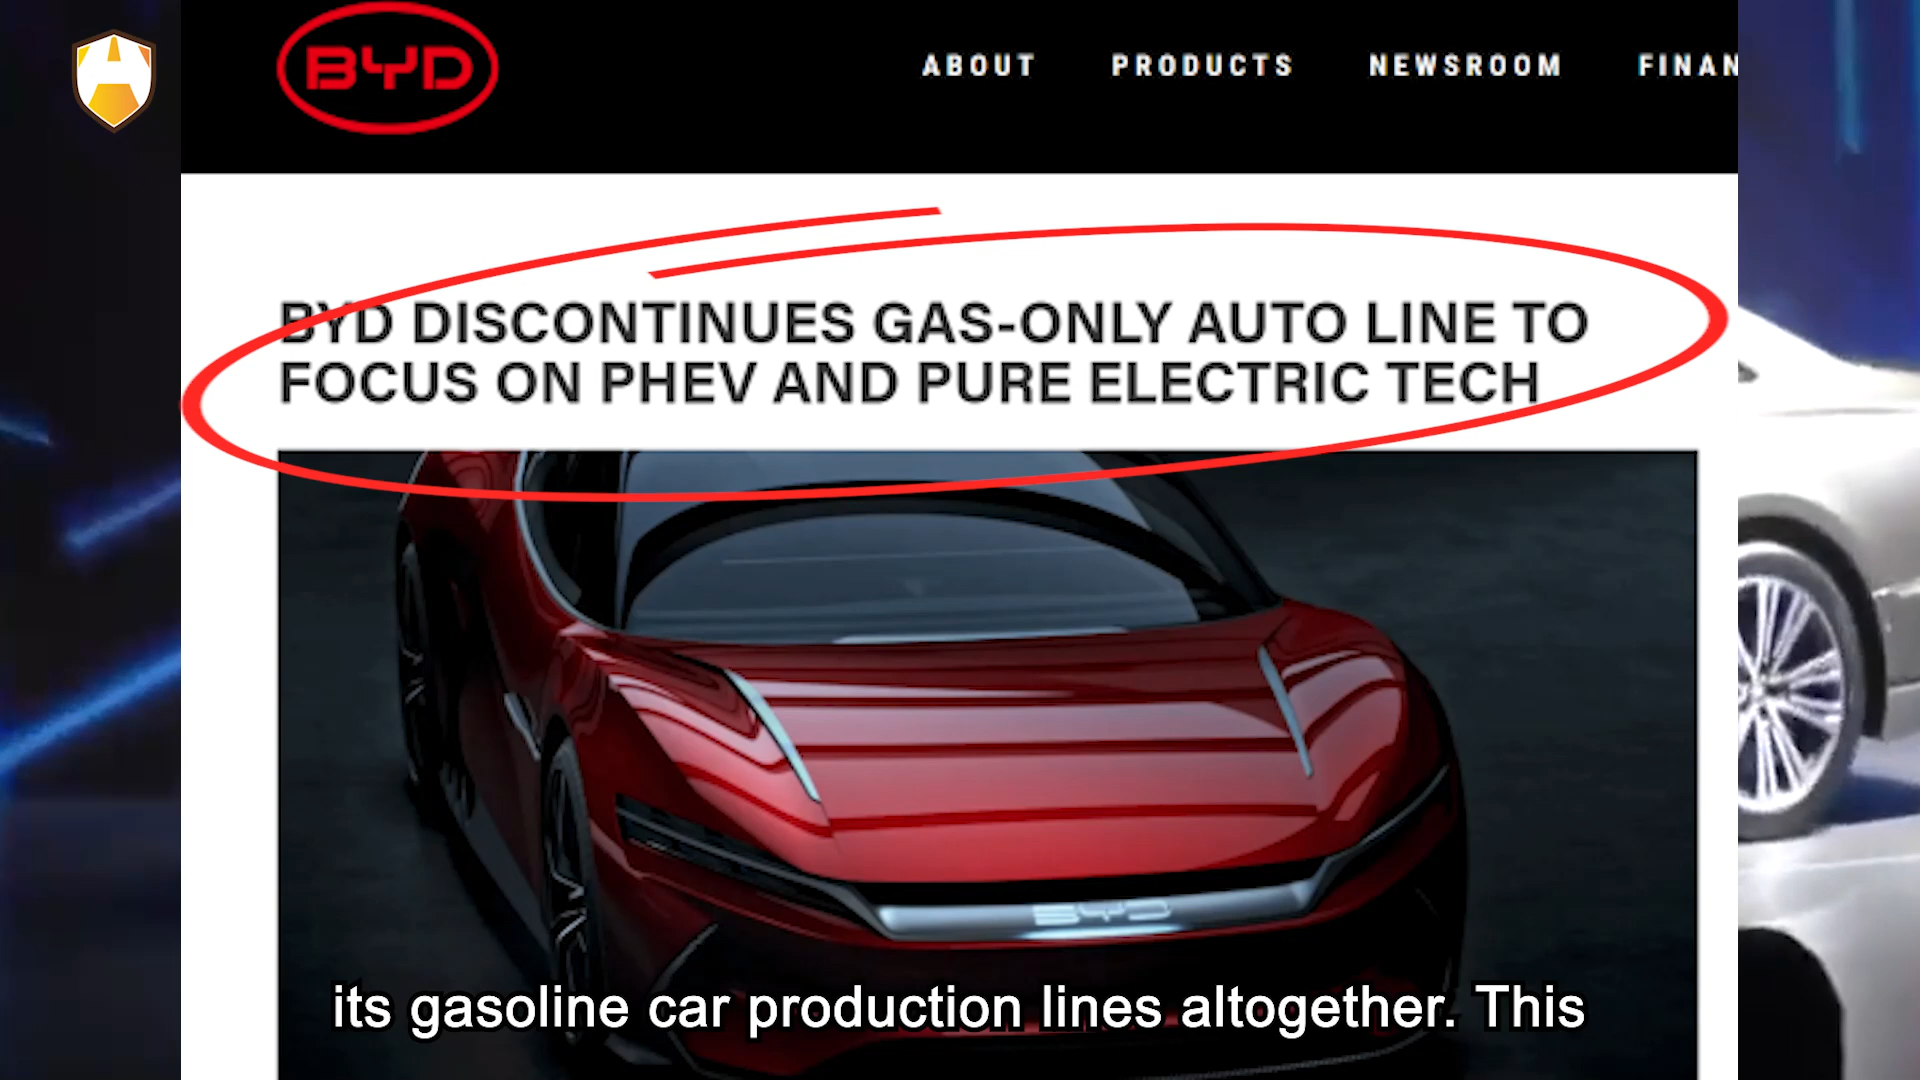 BYD
ABOUT PRODUCTS NEWSROOM FINAN
BYD DISCONTINUES GAS-ONLY AUTO LINE TO
FOCUS ON PHEV AND PURE ELECTRIC TECH
BYD
its gasoline car production lines altogether. This